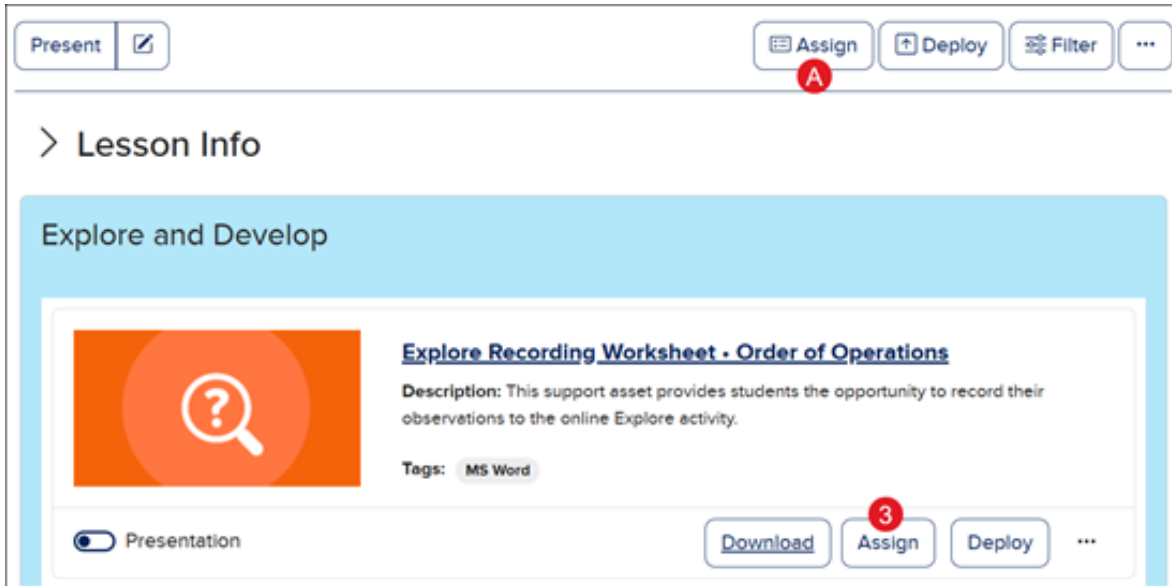 Present Assign Deploy Filter ...
A
> Lesson Info
Explore and Develop
Explore Recording Worksheet • Order of Operations
Description: This support asset provides students the opportunity to record their
observations to the online Explore activity.
Tags: MS Word
3
Presentation Download Assign Deploy ...